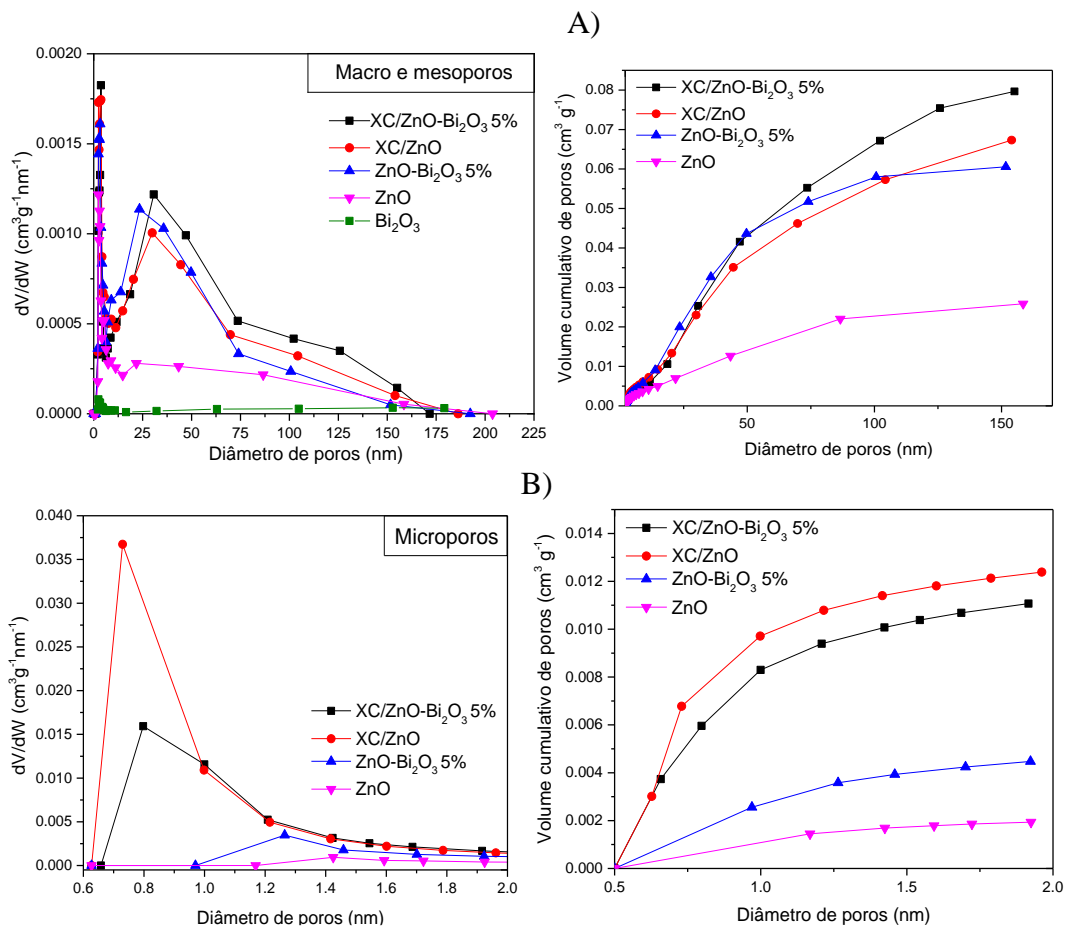 A)
Macro e mesoporos
XC/ZnO-Bi₂O₃ 5%
XC/ZnO
ZnO-Bi₂O₃ 5%
ZnO
Bi₂O₃
dV/dW (cm³g⁻¹nm⁻¹)
0.0020
0.0015
0.0010
0.0005
0.0000
0 25 50 75 100 125 150 175 200 225
Diâmetro de poros (nm)
XC/ZnO-Bi₂O₃ 5%
XC/ZnO
ZnO-Bi₂O₃ 5%
ZnO
Volume cumulativo de poros (cm³ g⁻¹)
0.08
0.07
0.06
0.05
0.04
0.03
0.02
0.01
0.00
50 100 150
Diâmetro de poros (nm)
B)
Microporos
XC/ZnO-Bi₂O₃ 5%
XC/ZnO
ZnO-Bi₂O₃ 5%
ZnO
dV/dW (cm³g⁻¹nm⁻¹)
0.040
0.035
0.030
0.025
0.020
0.015
0.010
0.005
0.000
0.6 0.8 1.0 1.2 1.4 1.6 1.8 2.0
Diâmetro de poros (nm)
XC/ZnO-Bi₂O₃ 5%
XC/ZnO
ZnO-Bi₂O₃ 5%
ZnO
Volume cumulativo de poros (cm³ g⁻¹)
0.014
0.012
0.010
0.008
0.006
0.004
0.002
0.000
0.5 1.0 1.5 2.0
Diâmetro de poros (nm)